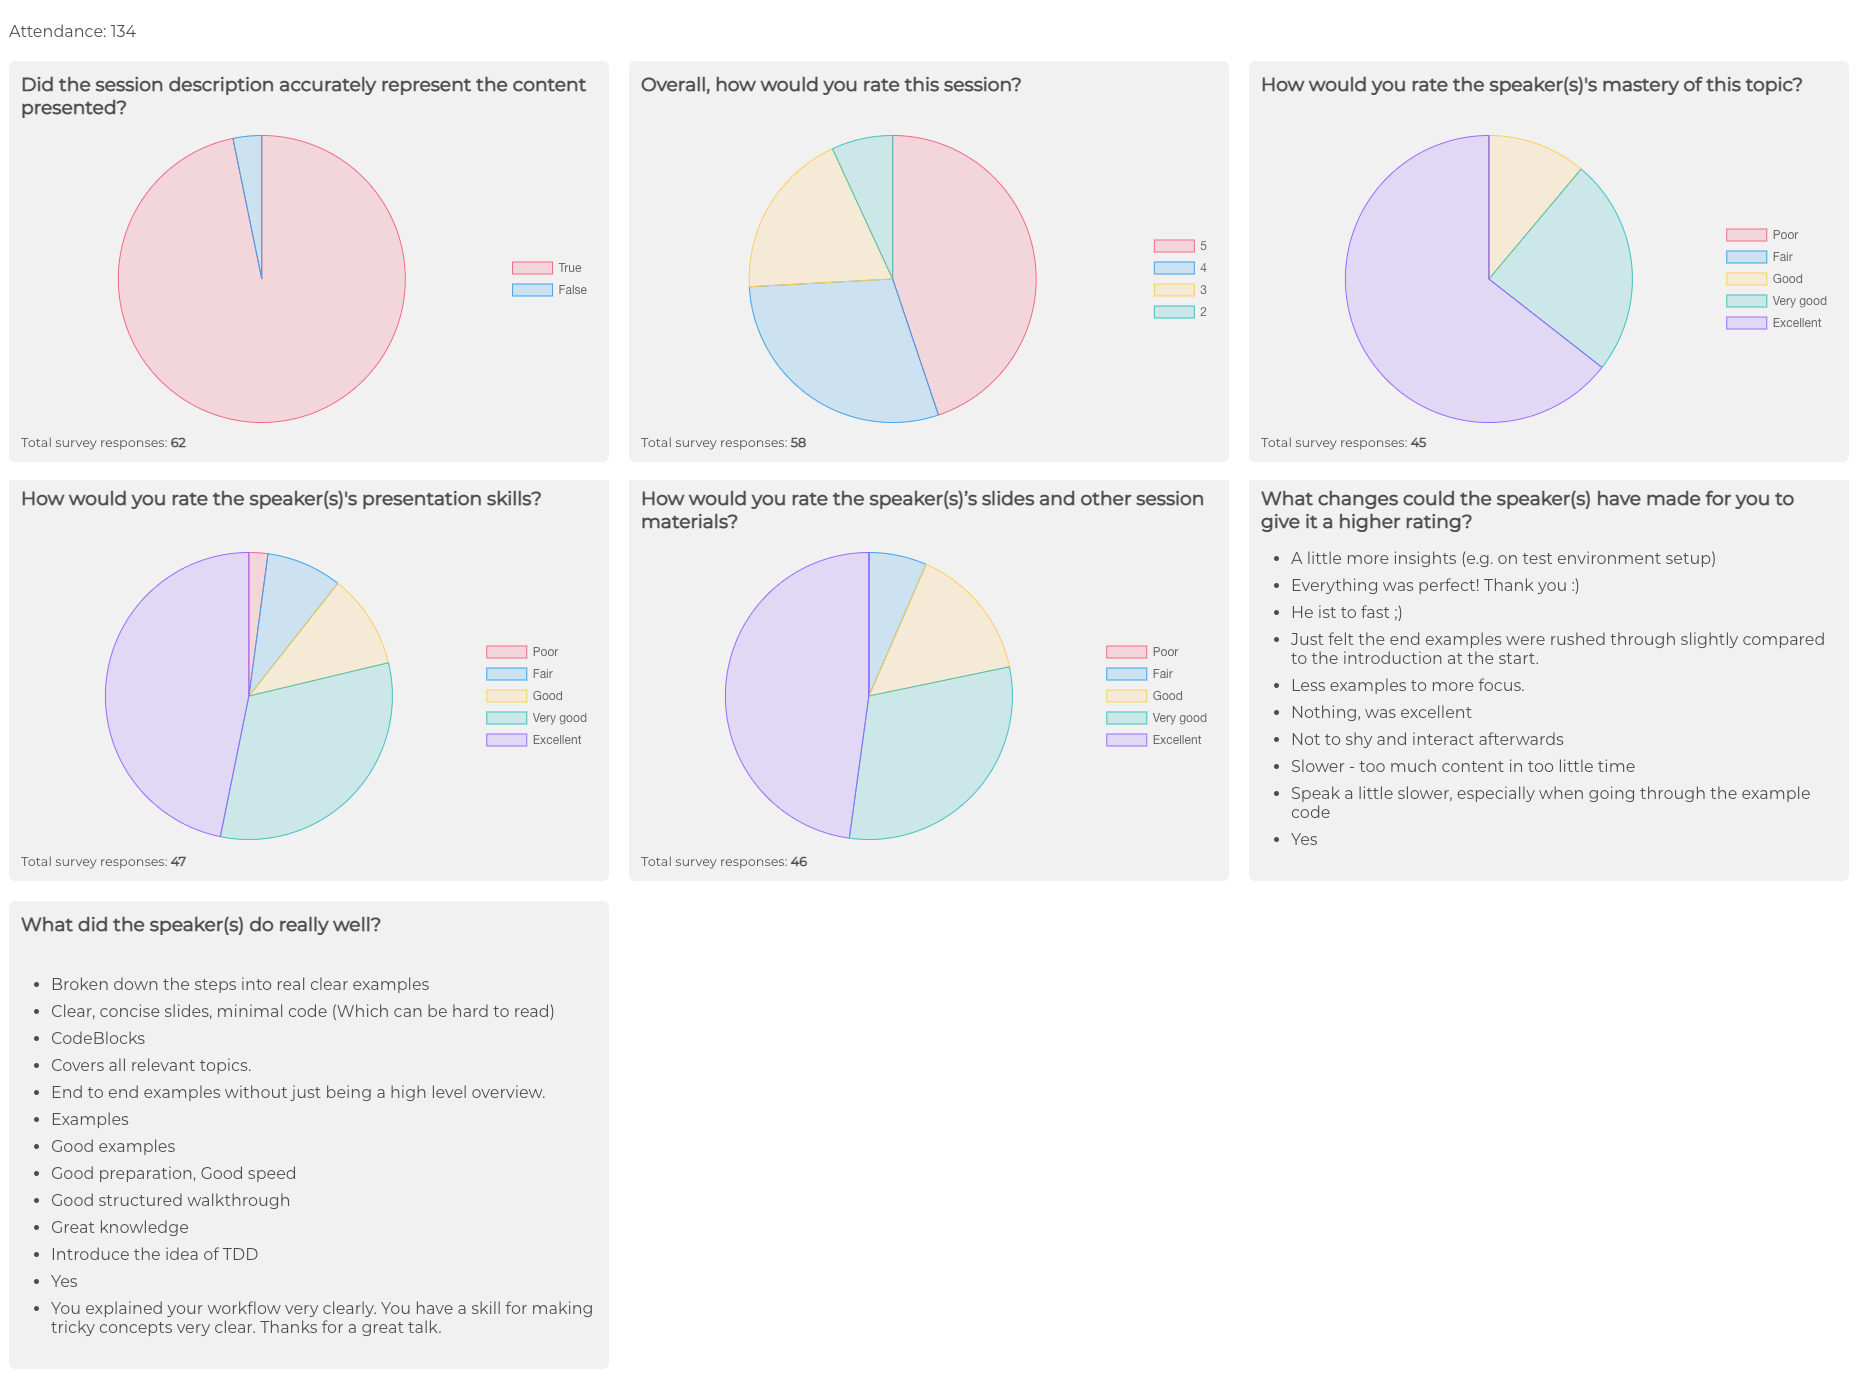 Attendance: 134
Did the session description accurately represent the content
presented?
True
False
Total survey responses: 62
Overall, how would you rate this session?
5
4
3
2
Total survey responses: 58
How would you rate the speaker(s)'s mastery of this topic?
Poor
Fair
Good
Very good
Excellent
Total survey responses: 45
How would you rate the speaker(s)'s presentation skills?
Poor
Fair
Good
Very good
Excellent
Total survey responses: 47
How would you rate the speaker(s)’s slides and other session
materials?
Poor
Fair
Good
Very good
Excellent
Total survey responses: 46
What changes could the speaker(s) have made for you to
give it a higher rating?
• A little more insights (e.g. on test environment setup)
• Everything was perfect! Thank you :)
• He ist to fast ;)
• Just felt the end examples were rushed through slightly compared
to the introduction at the start.
• Less examples to more focus.
• Nothing, was excellent
• Not to shy and interact afterwards
• Slower - too much content in too little time
• Speak a little slower, especially when going through the example
code
• Yes
What did the speaker(s) do really well?
• Broken down the steps into real clear examples
• Clear, concise slides, minimal code (Which can be hard to read)
• CodeBlocks
• Covers all relevant topics.
• End to end examples without just being a high level overview.
• Examples
• Good examples
• Good preparation, Good speed
• Good structured walkthrough
• Great knowledge
• Introduce the idea of TDD
• Yes
• You explained your workflow very clearly. You have a skill for making
tricky concepts very clear. Thanks for a great talk.